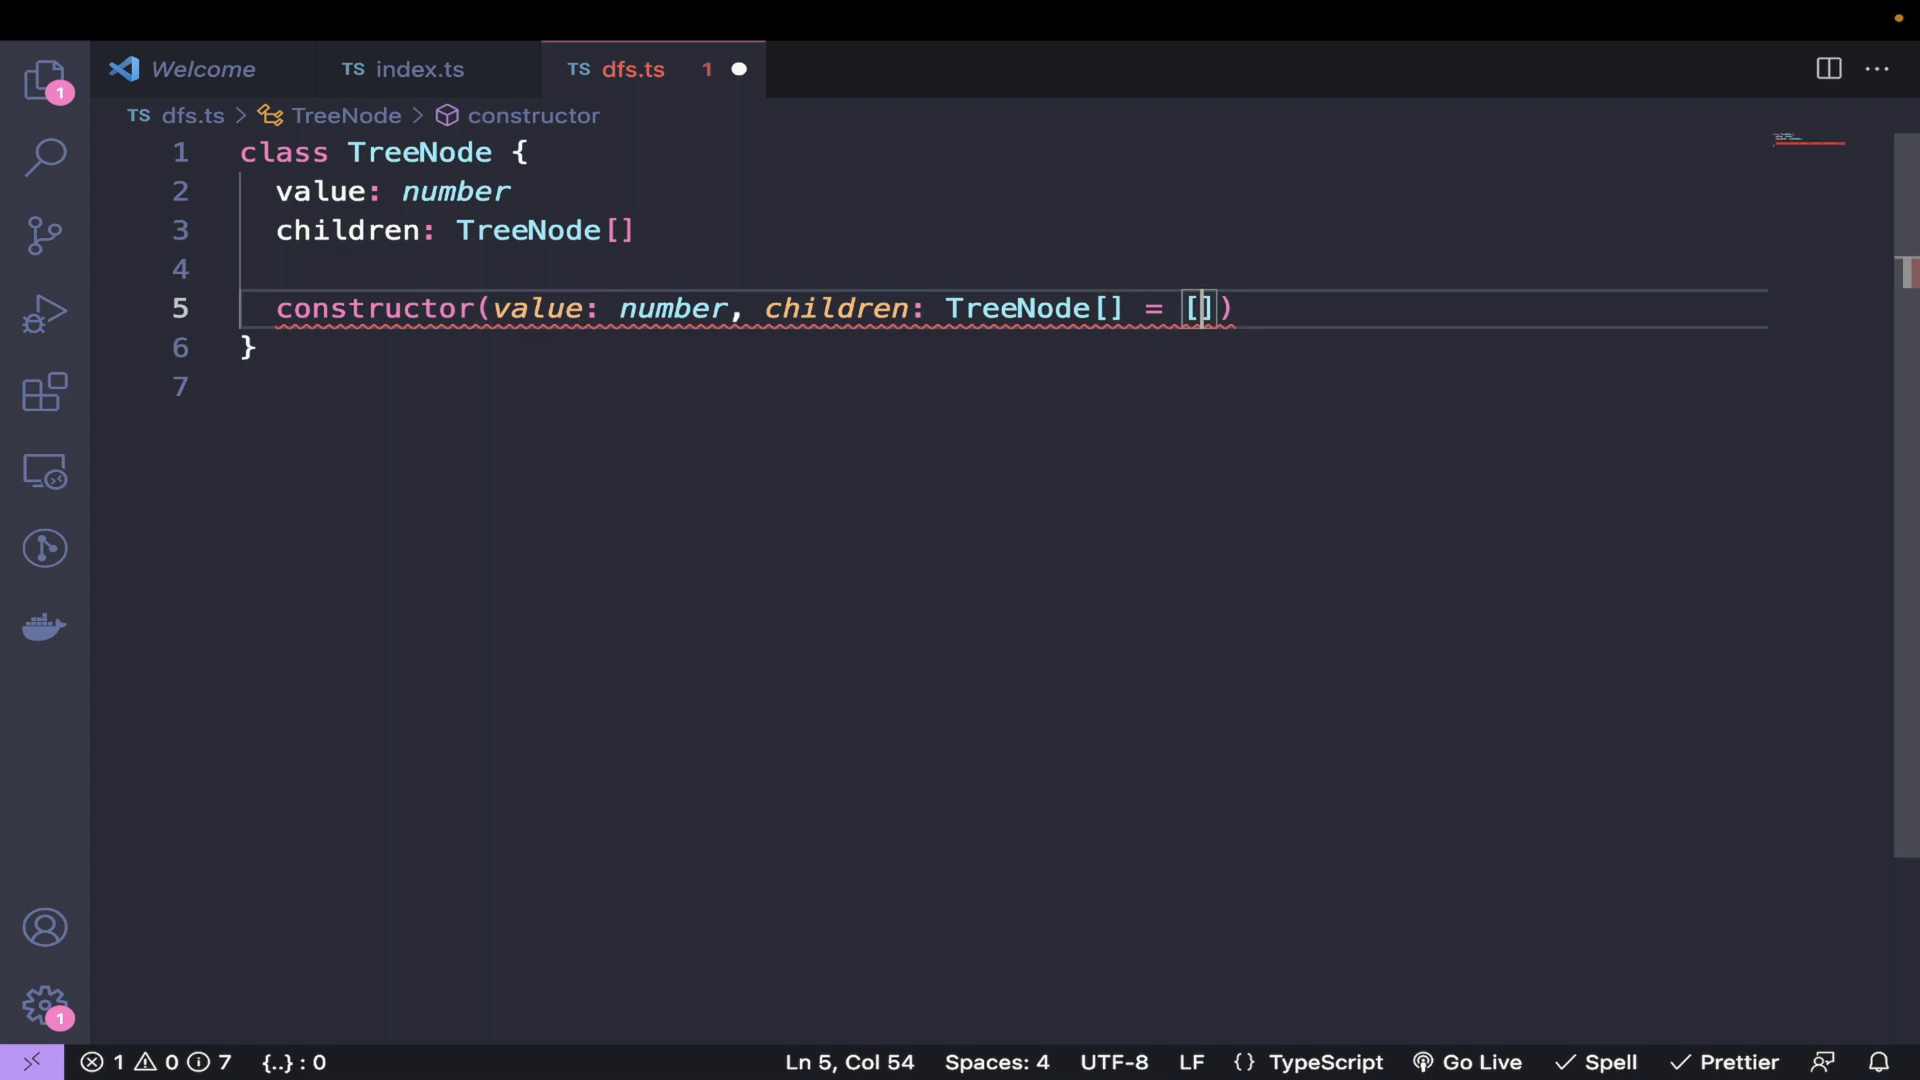 1
Welcome
TS index.ts
TS dfs.ts 1
TS dfs.ts > TreeNode > constructor
1 class TreeNode {
2 value: number
3 children: TreeNode[]
4
5 constructor(value: number, children: TreeNode[] = [])
6 }
7
1
1 0 7 {..} : 0
Ln 5, Col 54 Spaces: 4 UTF-8 LF {} TypeScript Go Live Spell Prettier